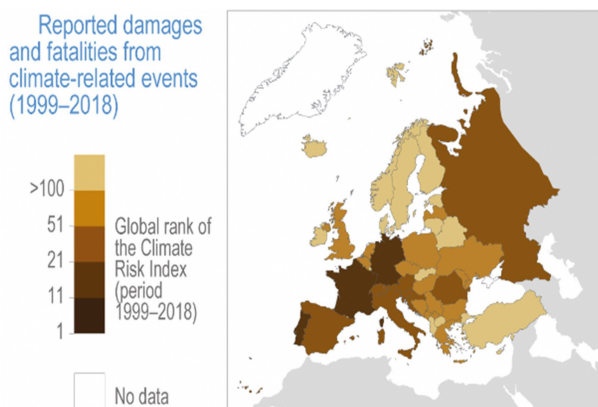 Reported damages
and fatalities from
climate-related events
(1999–2018)
>100
51
21
11
1
Global rank of
the Climate
Risk Index
(period
1999–2018)
No data